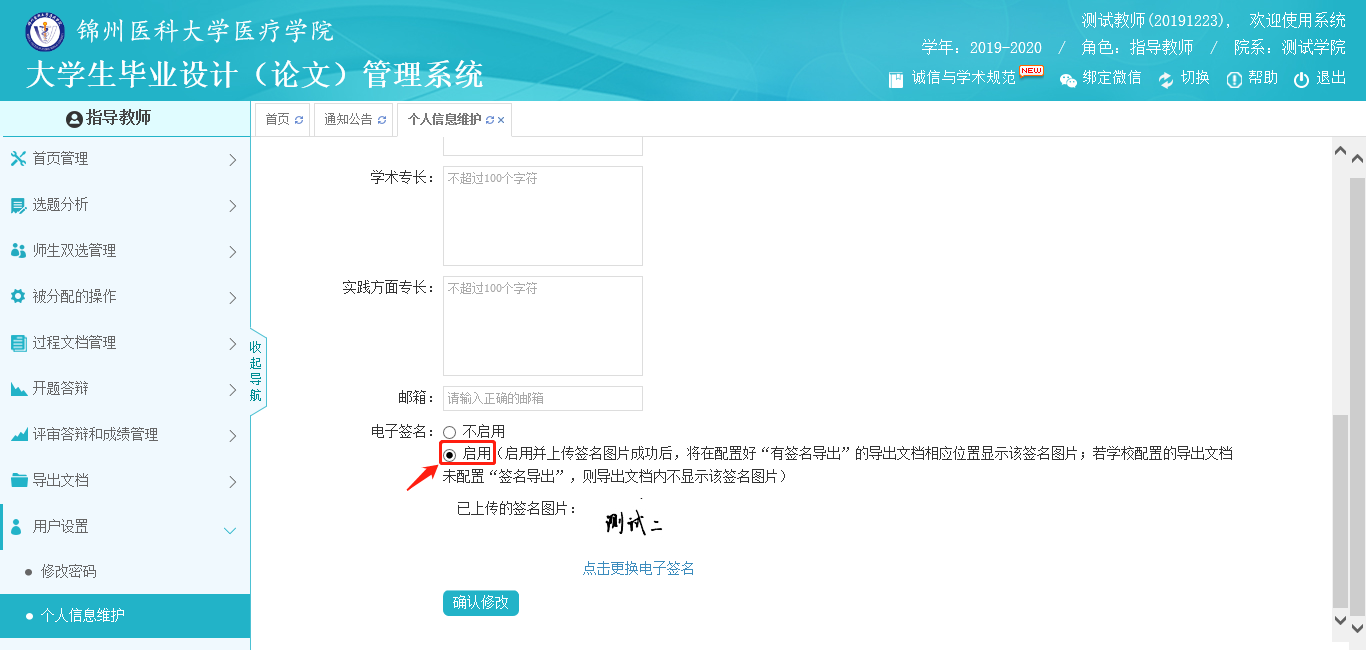 锦州医科大学医疗学院
大学生毕业设计（论文）管理系统
测试教师(20191223)， 欢迎使用系统
学年：2019-2020 / 角色：指导教师 / 院系：测试学院
诚信与学术规范 NEW 绑定微信 切换 帮助 退出
指导教师
首页 通知公告 个人信息维护
首页管理
选题分析
师生双选管理
被分配的操作
过程文档管理
开题答辩
评审答辩和成绩管理
导出文档
用户设置
修改密码
个人信息维护
收起导航
学术专长：
不超过100个字符
实践方面专长：
不超过100个字符
邮箱：
请输入正确的邮箱
电子签名： 不启用
启用（启用并上传签名图片成功后，将在配置好“有签名导出”的导出文档相应位置显示该签名图片；若学校配置的导出文档
未配置“签名导出”，则导出文档内不显示该签名图片）
已上传的签名图片： 测试二
点击更换电子签名
确认修改